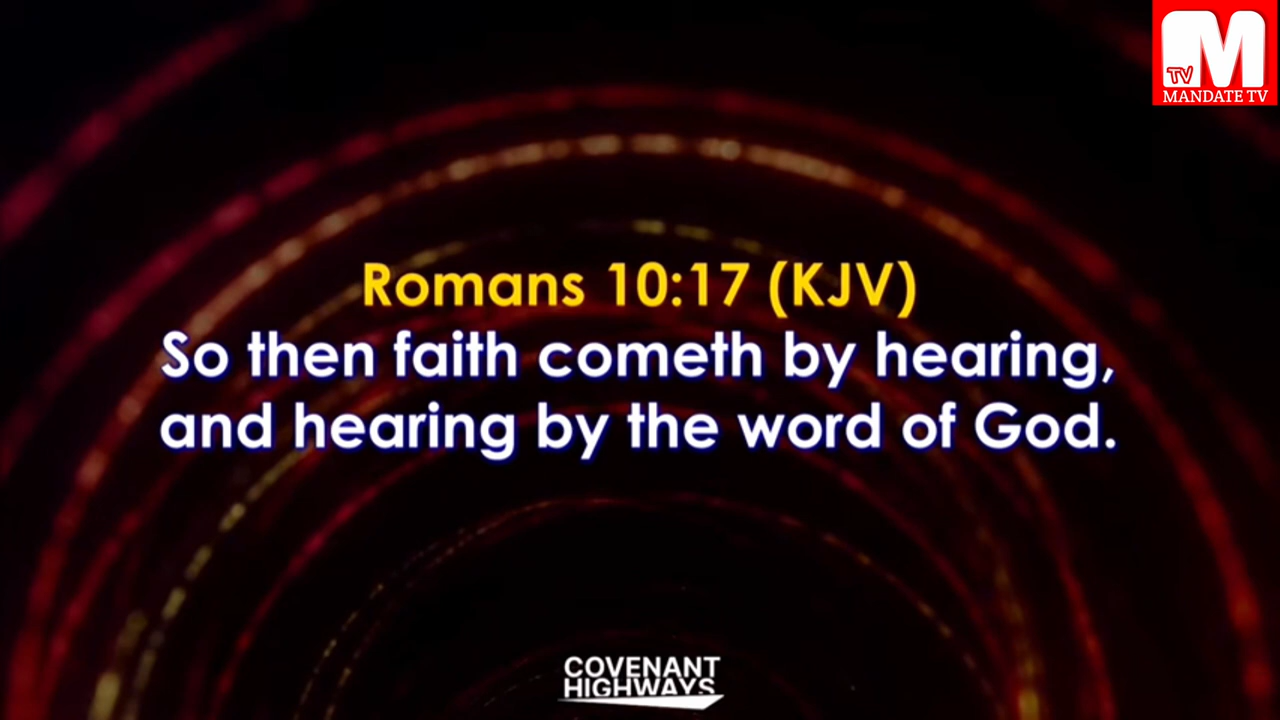 M
TV
MANDATE TV
Romans 10:17 (KJV)
So then faith cometh by hearing,
and hearing by the word of God.
COVENANT
HIGHWAYS